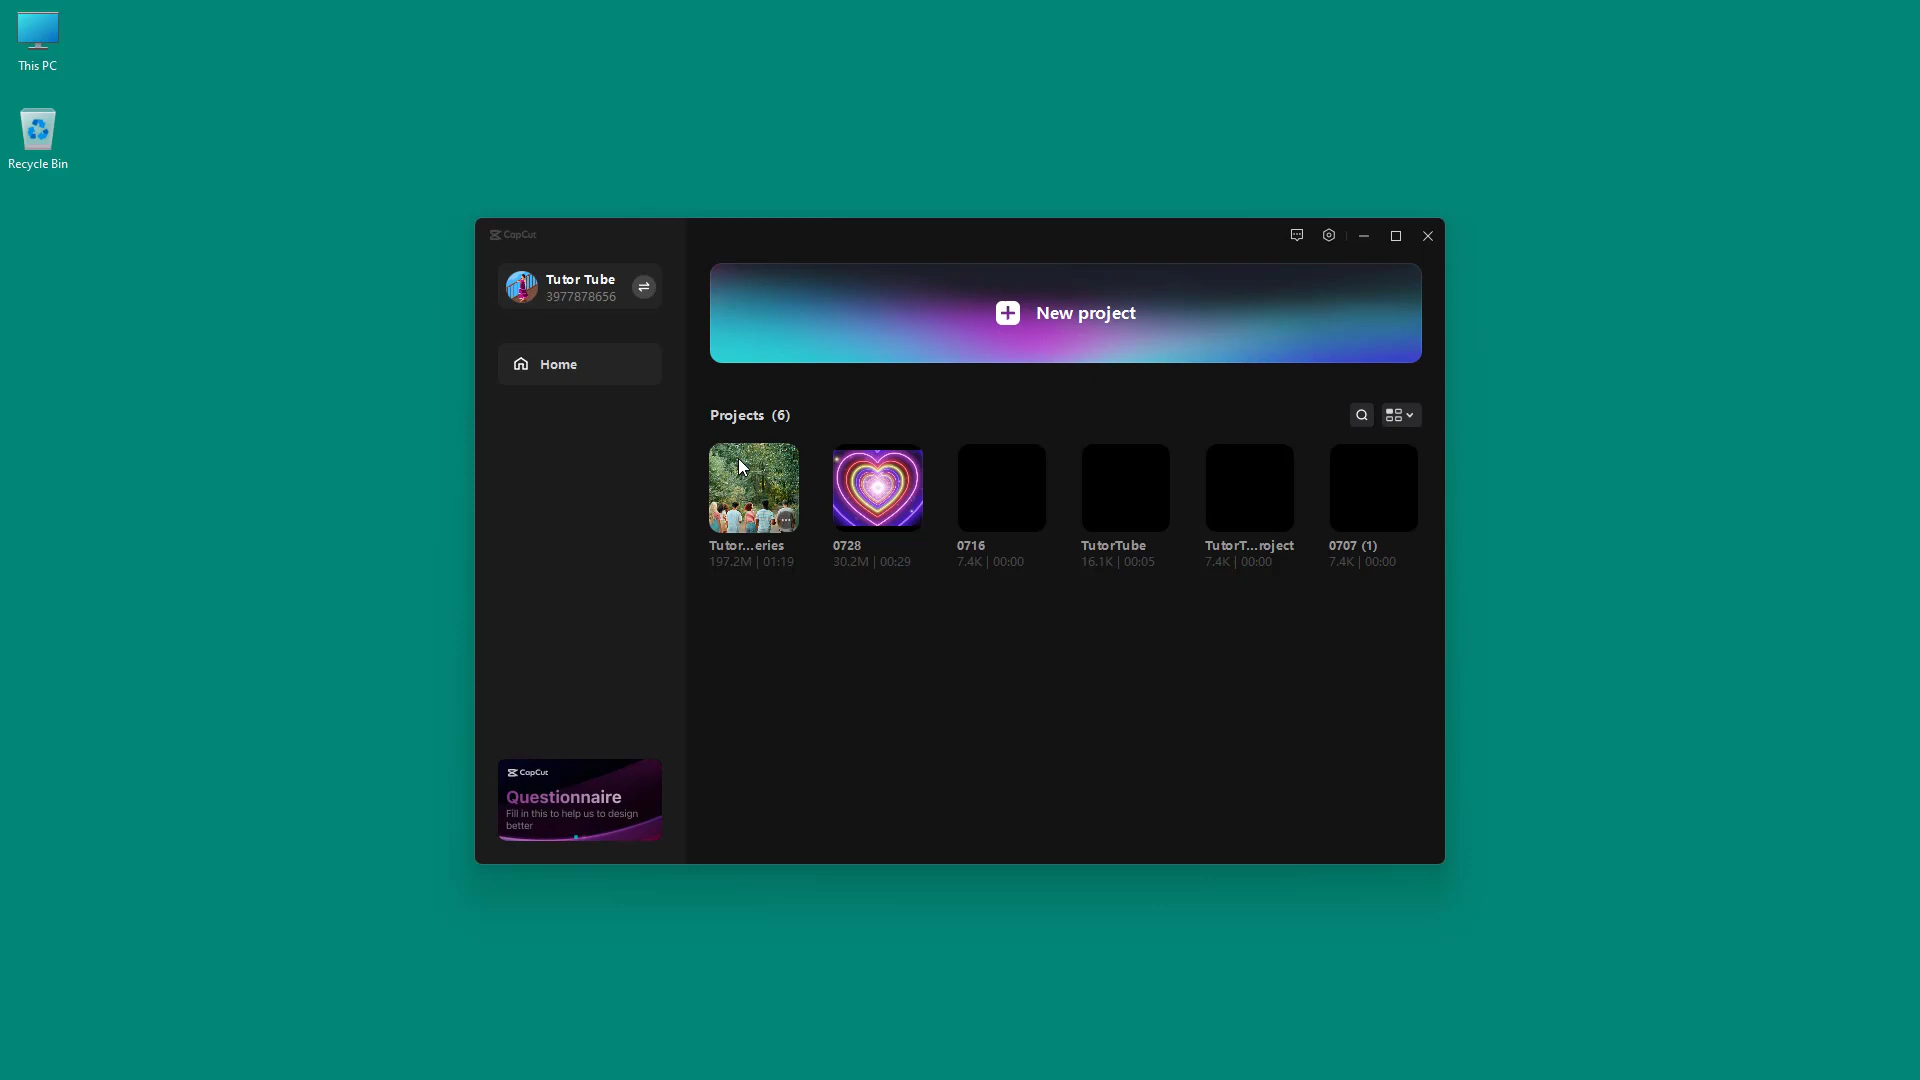 This PC
Recycle Bin
CapCut
Tutor Tube
3977878656
Home
New project
Projects (6)
Tutor...eries
197.2M | 01:19
0728
30.2M | 00:29
0716
7.4K | 00:00
TutorTube
16.1K | 00:05
TutorT...roject
7.4K | 00:00
0707 (1)
7.4K | 00:00
CapCut
Questionnaire
Fill in this to help us to design
better